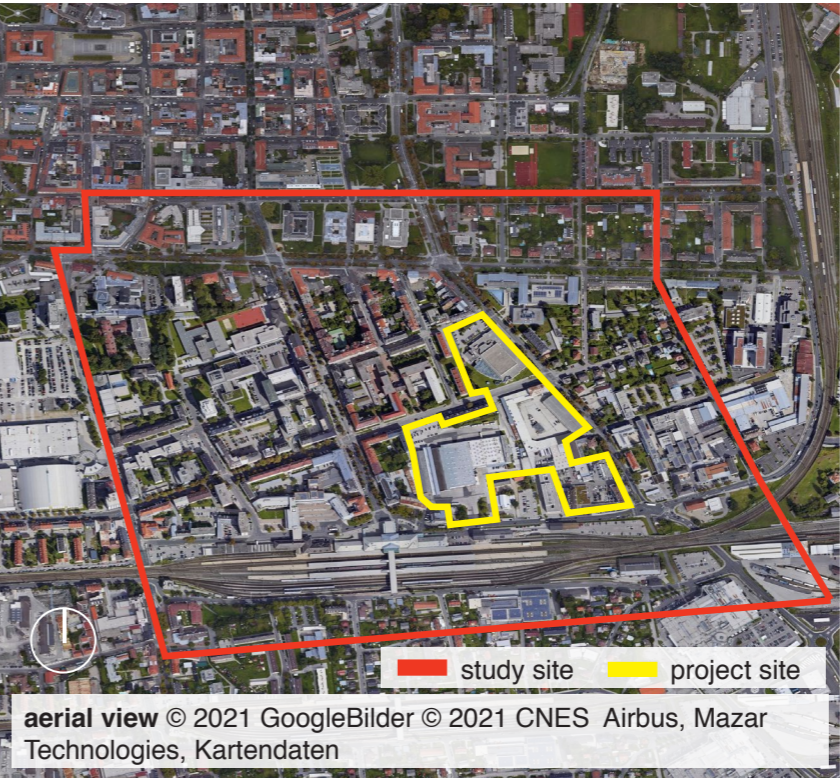 study site
project site
aerial view © 2021 GoogleBilder © 2021 CNES Airbus, Mazar
Technologies, Kartendaten